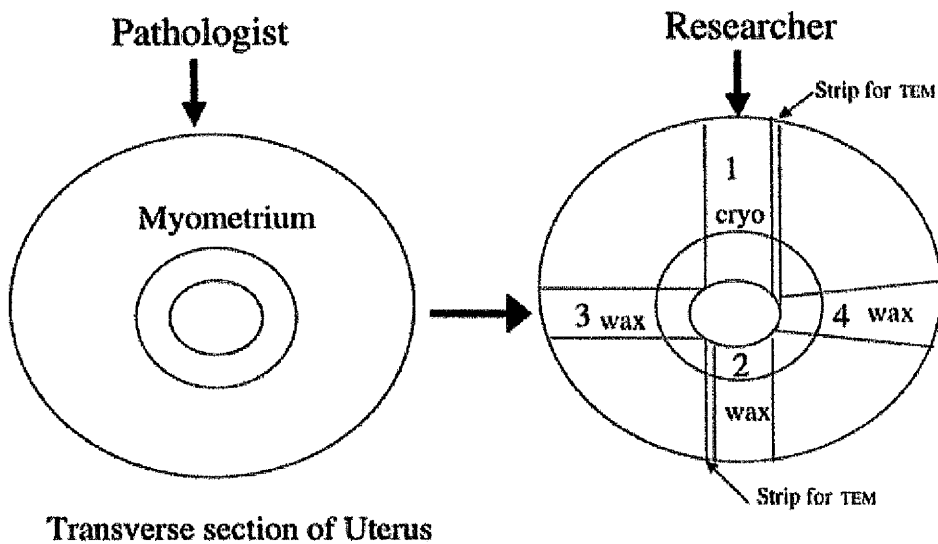 Pathologist
Researcher
Strip for TEM
Myometrium
1
cryo
3 wax
4 wax
2
wax
Strip for TEM
Transverse section of Uterus